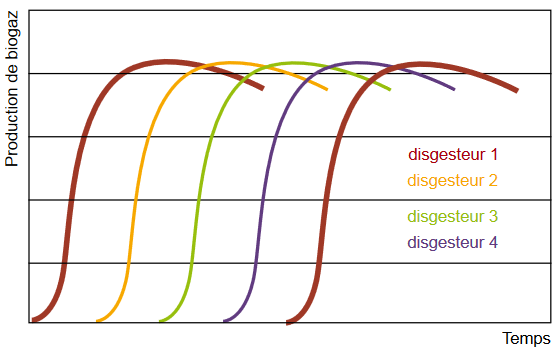 Production de biogaz
disgesteur 1
disgesteur 2
disgesteur 3
disgesteur 4
Temps